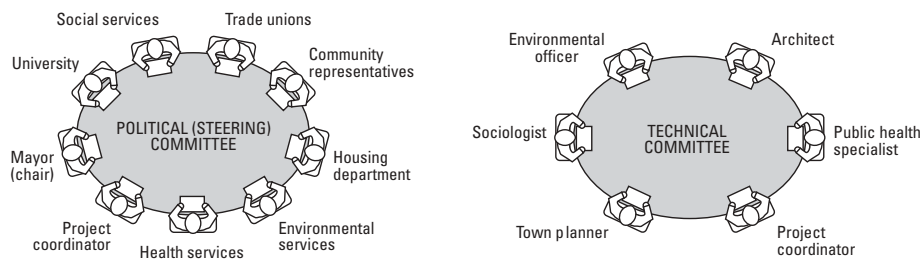 Social services
Trade unions
University
Community
representatives
POLITICAL (STEERING)
COMMITTEE
Mayor
(chair)
Housing
department
Project
coordinator
Health services
Environmental
services
Environmental
officer
Architect
Sociologist
TECHNICAL
COMMITTEE
Public health
specialist
Town planner
Project
coordinator